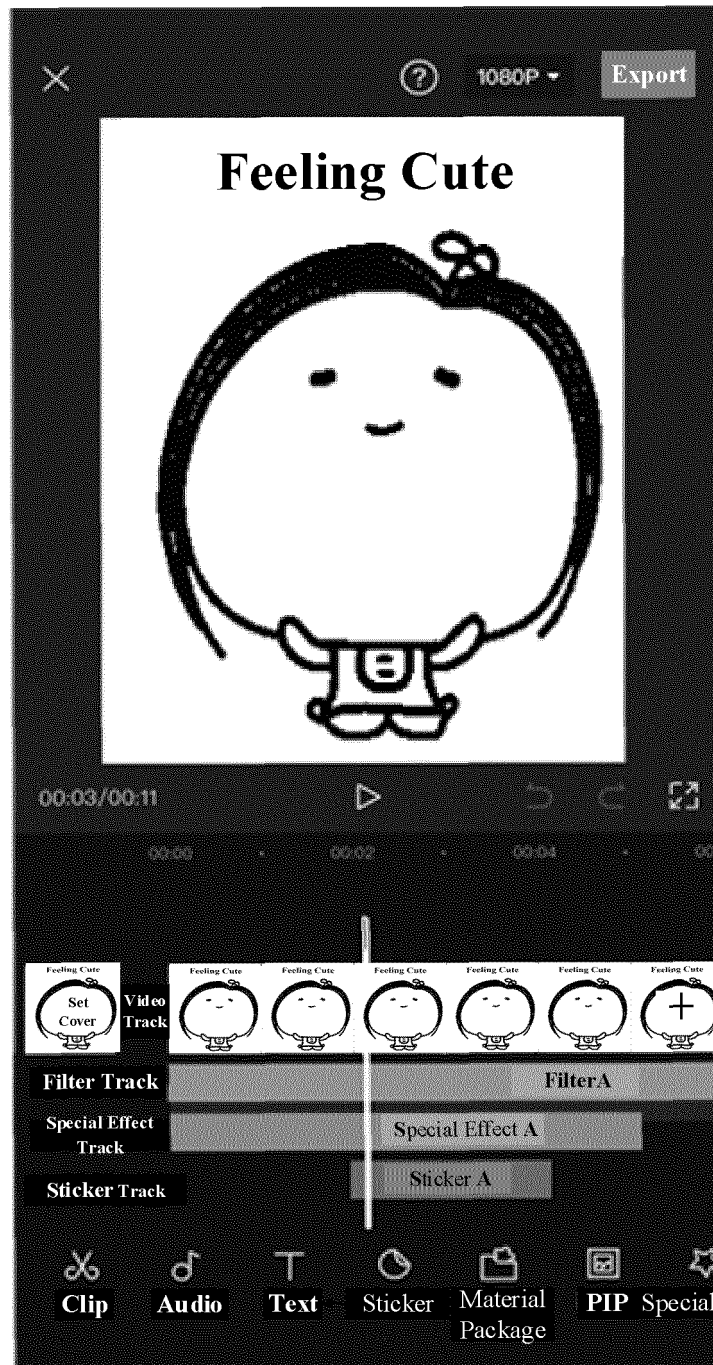 ? 1080P Export
Feeling Cute
00:03/00:11
00:00 00:02 00:04 00
Feeling Cute Feeling Cute Feeling Cute Feeling Cute Feeling Cute Feeling Cute Feeling Cute
Set
Cover
Video
Track
Filter Track FilterA
Special Effect
Track
Special Effect A
Sticker Track Sticker A
Clip Audio Text Sticker Material
Package
PIP Special